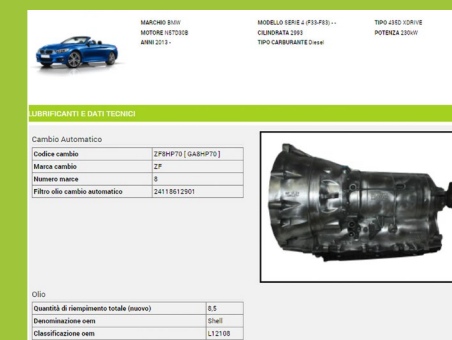 MARCHIO BMW MODELLO SERIE 4 (F33-F83) - - TIPO 435D XDRIVE
MOTORE N57D30B CILINDRATA 2993 POTENZA 230kW
ANNI 2013 - TIPO CARBURANTE Diesel
LUBRIFICANTI E DATI TECNICI
Cambio Automatico
Codice cambio ZF8HP70 [ GA8HP70 ]
Marca cambio ZF
Numero marce 8
Filtro olio cambio automatico 24118612901
Olio
Quantità di riempimento totale (nuovo) 8,5
Denominazione oem Shell
Classificazione oem L12108